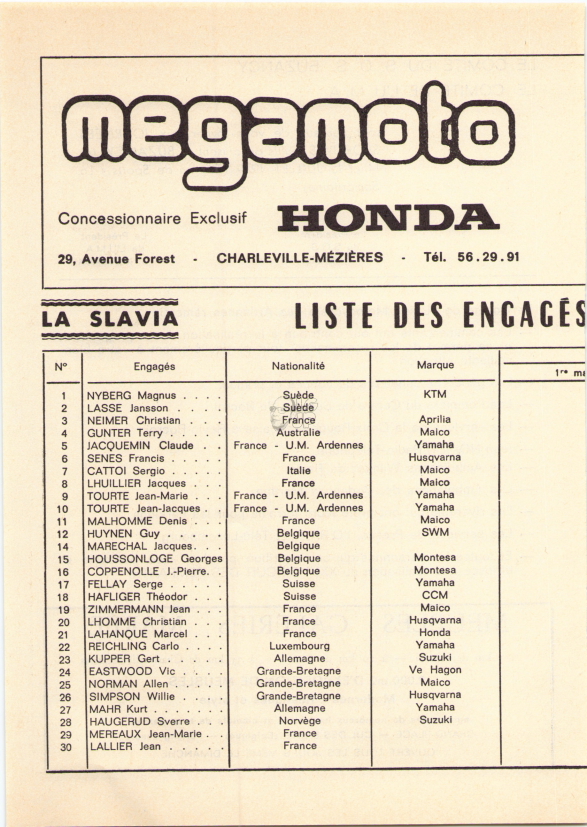 megamoto
Concessionnaire Exclusif HONDA
29, Avenue Forest - CHARLEVILLE-MÉZIÈRES - Tél. 56.29.91
LA SLAVIA LISTE DES ENGAGÉS
N° Engagés Nationalité Marque 1re m
1 NYBERG Magnus . . . . Suède KTM
2 LASSE Jansson . . . . Suède
3 NEIMER Christian . . . France Aprilia
4 GUNTER Terry . . . . . Australie Maico
5 JACQUEMIN Claude . . France - U.M. Ardennes Yamaha
6 SENES Francis . . . . . France Husqvarna
7 CATTOI Sergio . . . . . Italie Maico
8 LHUILLIER Jacques . . . France Maico
9 TOURTE Jean-Marie . . . France - U.M. Ardennes Yamaha
10 TOURTE Jean-Jacques . France - U.M. Ardennes Yamaha
11 MALHOMME Denis . . . France Maico
12 HUYNEN Guy . . . . . Belgique SWM
14 MARECHAL Jacques . . . Belgique
15 HOUSSONLOGE Georges Belgique Montesa
16 COPPENOLLE J.-Pierre. . Belgique Montesa
17 FELLAY Serge . . . . . Suisse Yamaha
18 HAFLIGER Théodor . . . Suisse CCM
19 ZIMMERMANN Jean . . . France Maico
20 LHOMME Christian . . . France Husqvarna
21 LAHANQUE Marcel . . . France Honda
22 REICHLING Carlo . . . . Luxembourg Yamaha
23 KUPPER Gert . . . . . Allemagne Suzuki
24 EASTWOOD Vic . . . . Grande-Bretagne Ve Hagon
25 NORMAN Allen . . . . . Grande-Bretagne Maico
26 SIMPSON Willie . . . . Grande-Bretagne Husqvarna
27 MAHR Kurt . . . . . . Allemagne Yamaha
28 HAUGERUD Sverre . . . Norvège Suzuki
29 MEREAUX Jean-Marie . . France
30 LALLIER Jean . . . . . France